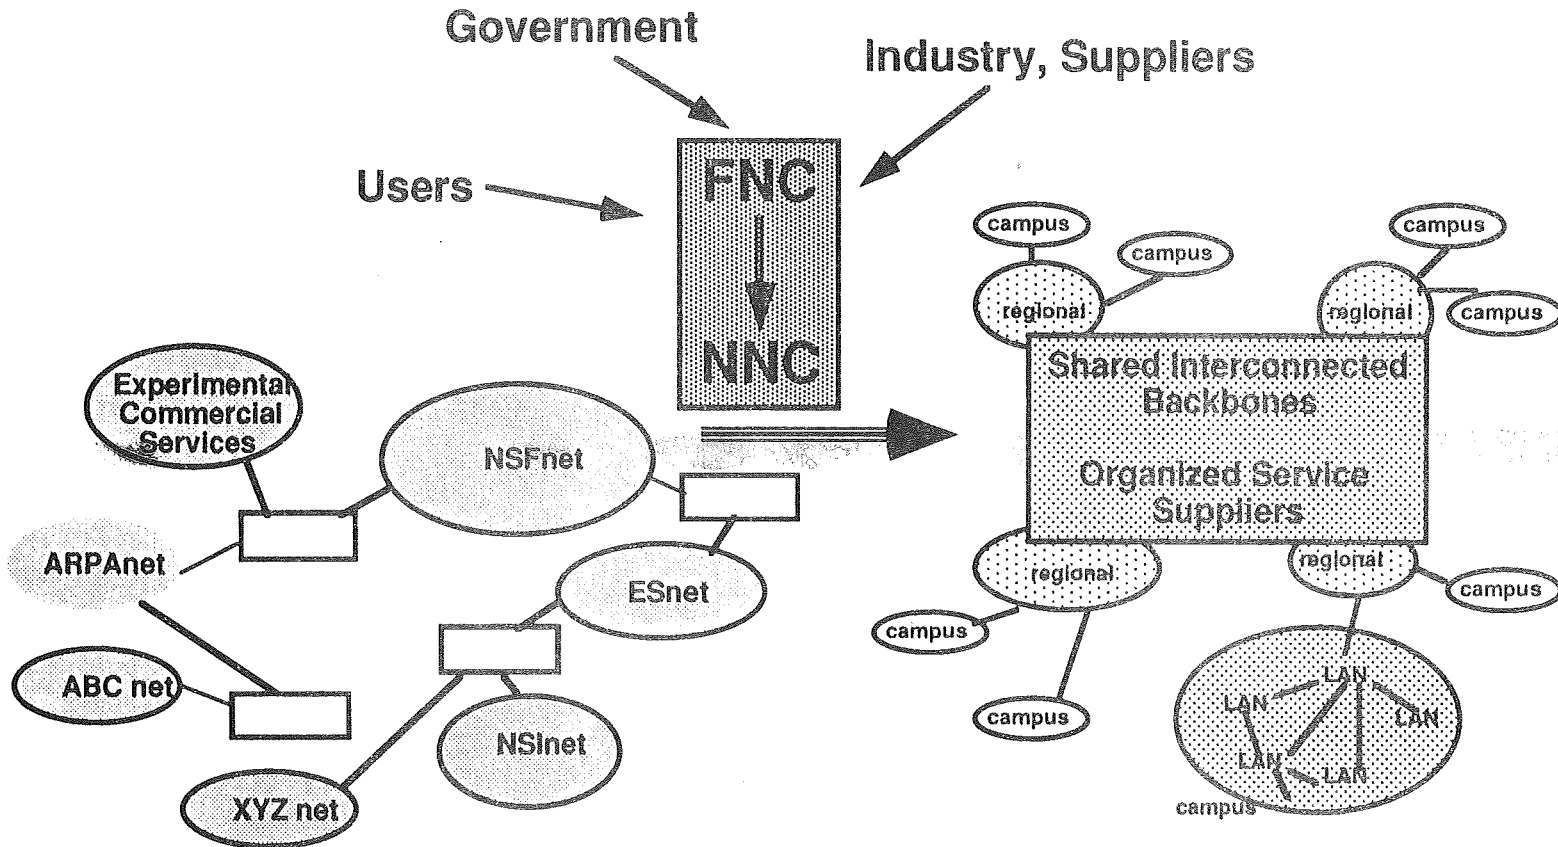 Government
Industry, Suppliers
Users
FNC
NNC
Experimental
Commercial
Services
NSFnet
ARPAnet
ESnet
ABC net
NSInet
XYZ net
campus
campus
campus
campus
regional
regional
Shared Interconnected
Backbones
Organized Service
Suppliers
regional
regional
campus
campus
campus
LAN
LAN
LAN
LAN
LAN
campus